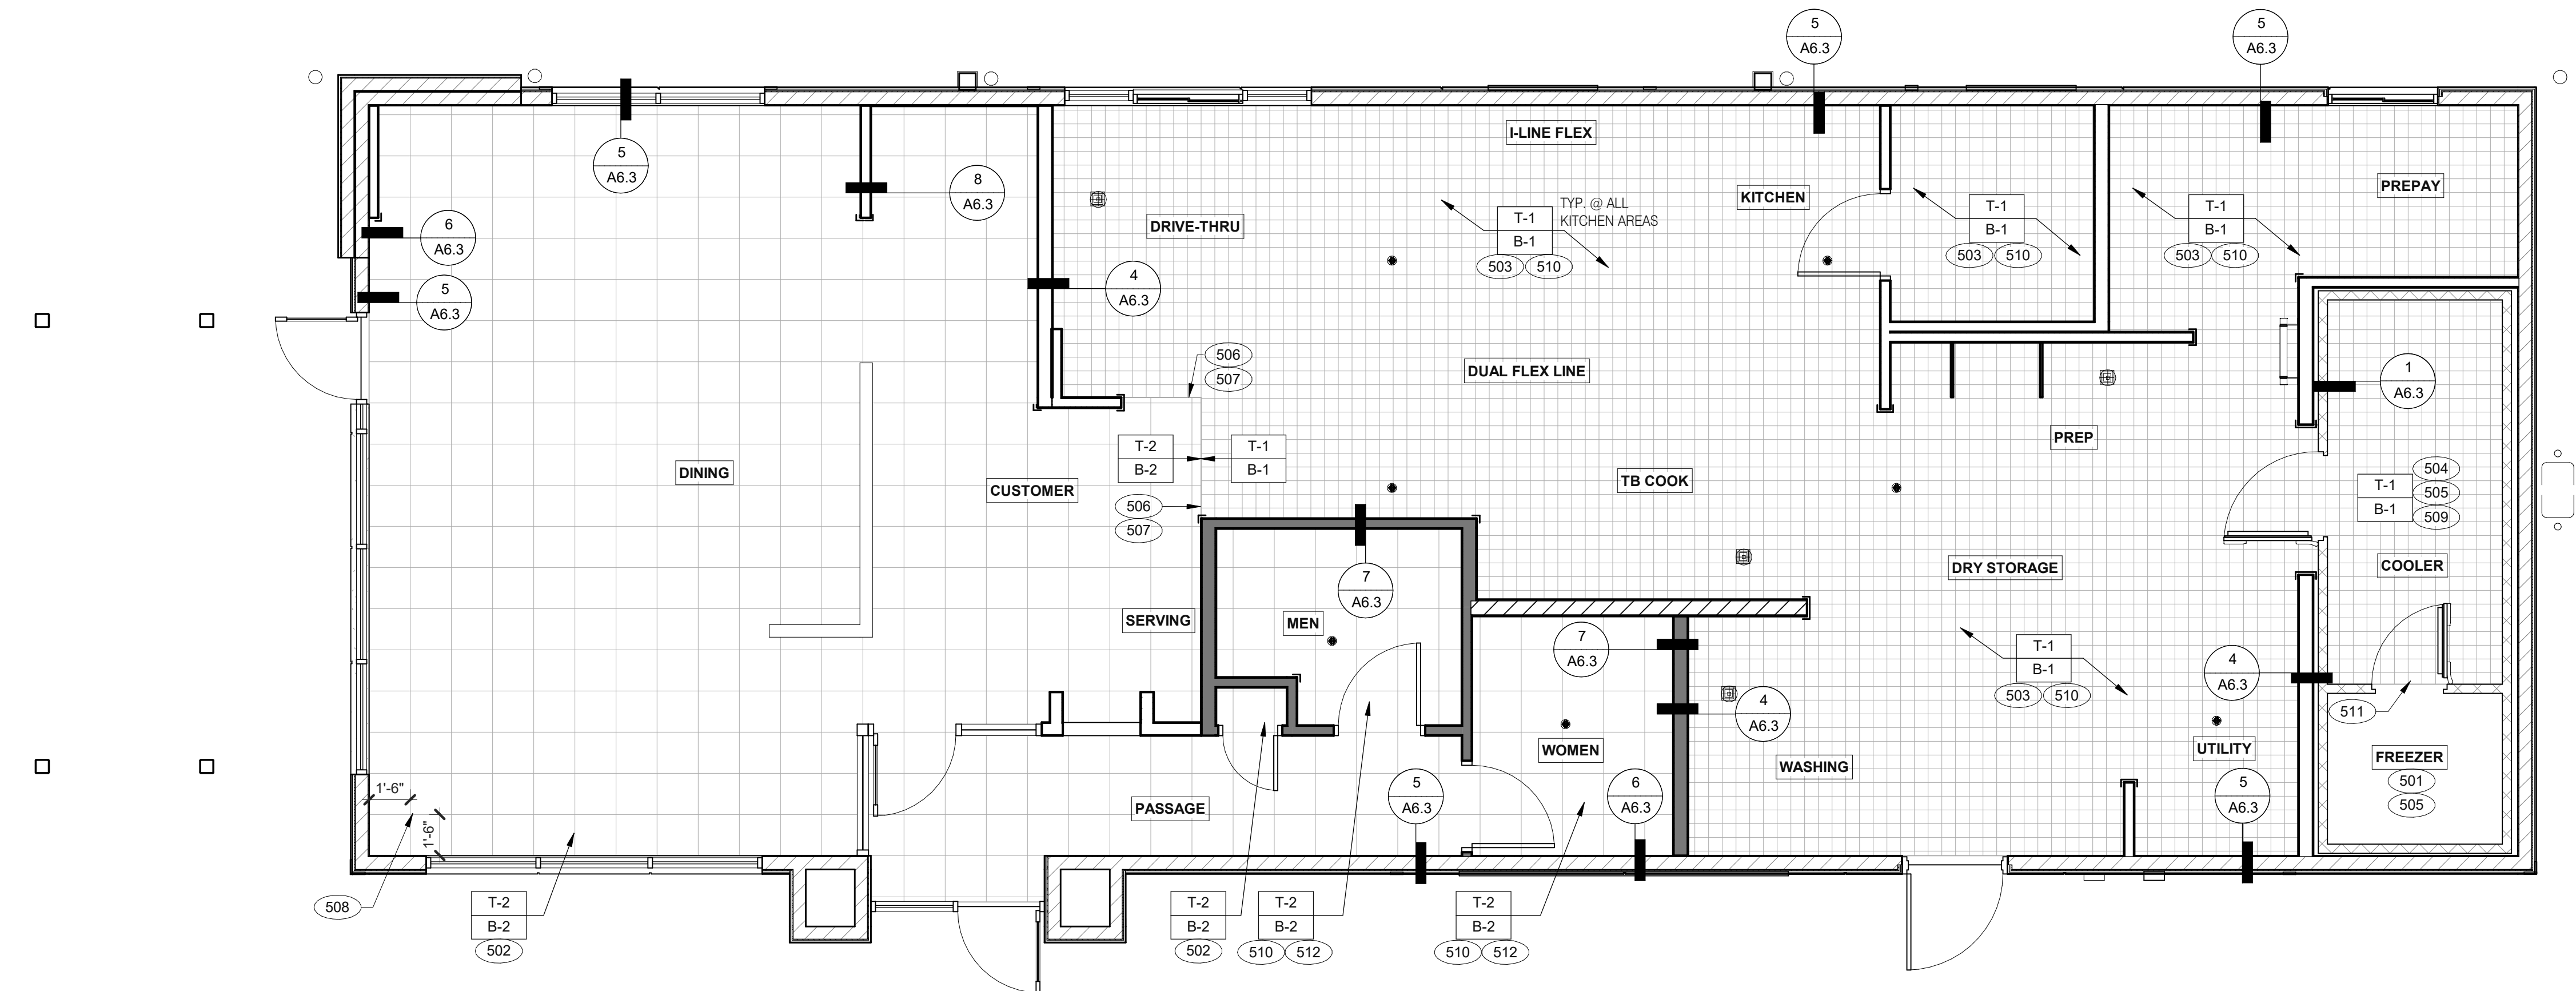 5
A6.3
5
A6.3
I-LINE FLEX
5
A6.3
8
A6.3
KITCHEN
PREPAY
TYP. @ ALL
KITCHEN AREAS
T-1
B-1
503 510
T-1
B-1
503 510
T-1
B-1
503 510
DRIVE-THRU
6
A6.3
5
A6.3
4
A6.3
506
507
DUAL FLEX LINE
1
A6.3
T-2
B-2
T-1
B-1
PREP
DINING
CUSTOMER
TB COOK
506
507
T-1
B-1
504
505
509
COOLER
DRY STORAGE
7
A6.3
SERVING
MEN
7
A6.3
T-1
B-1
503 510
4
A6.3
4
A6.3
511
WOMEN
UTILITY
FREEZER
501
505
WASHING
1'-6"
1'-6"
PASSAGE
5
A6.3
6
A6.3
5
A6.3
508
T-2
B-2
502
T-2
B-2
502
T-2
B-2
510 512
T-2
B-2
510 512